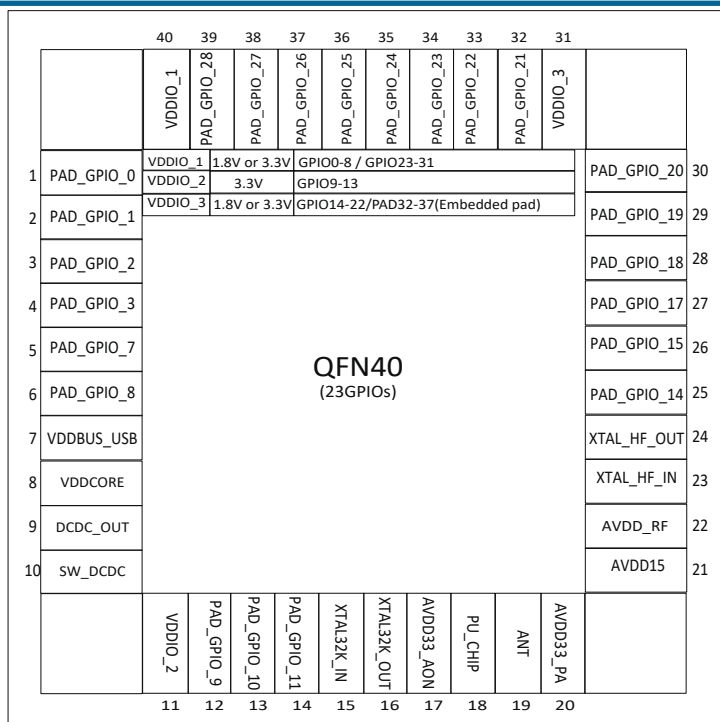 40 39 38 37 36 35 34 33 32 31
VDDIO_1
PAD_GPIO_28
PAD_GPIO_27
PAD_GPIO_26
PAD_GPIO_25
PAD_GPIO_24
PAD_GPIO_23
PAD_GPIO_22
PAD_GPIO_21
VDDIO_3
VDDIO_1 1.8V or 3.3V GPIO0-8 / GPIO23-31
VDDIO_2 3.3V GPIO9-13
VDDIO_3 1.8V or 3.3V GPIO14-22/PAD32-37(Embedded pad)
1 PAD_GPIO_0
2 PAD_GPIO_1
3 PAD_GPIO_2
4 PAD_GPIO_3
5 PAD_GPIO_7
6 PAD_GPIO_8
7 VDDBUS_USB
8 VDDCORE
9 DCDC_OUT
10 SW_DCDC
QFN40
(23GPIOs)
PAD_GPIO_20 30
PAD_GPIO_19 29
PAD_GPIO_18 28
PAD_GPIO_17 27
PAD_GPIO_15 26
PAD_GPIO_14 25
XTAL_HF_OUT 24
XTAL_HF_IN 23
AVDD_RF 22
AVDD15 21
VDDIO_2
PAD_GPIO_9
PAD_GPIO_10
PAD_GPIO_11
XTAL32K_IN
XTAL32K_OUT
AVDD33_AON
PU_CHIP
ANT
AVDD33_PA
11 12 13 14 15 16 17 18 19 20